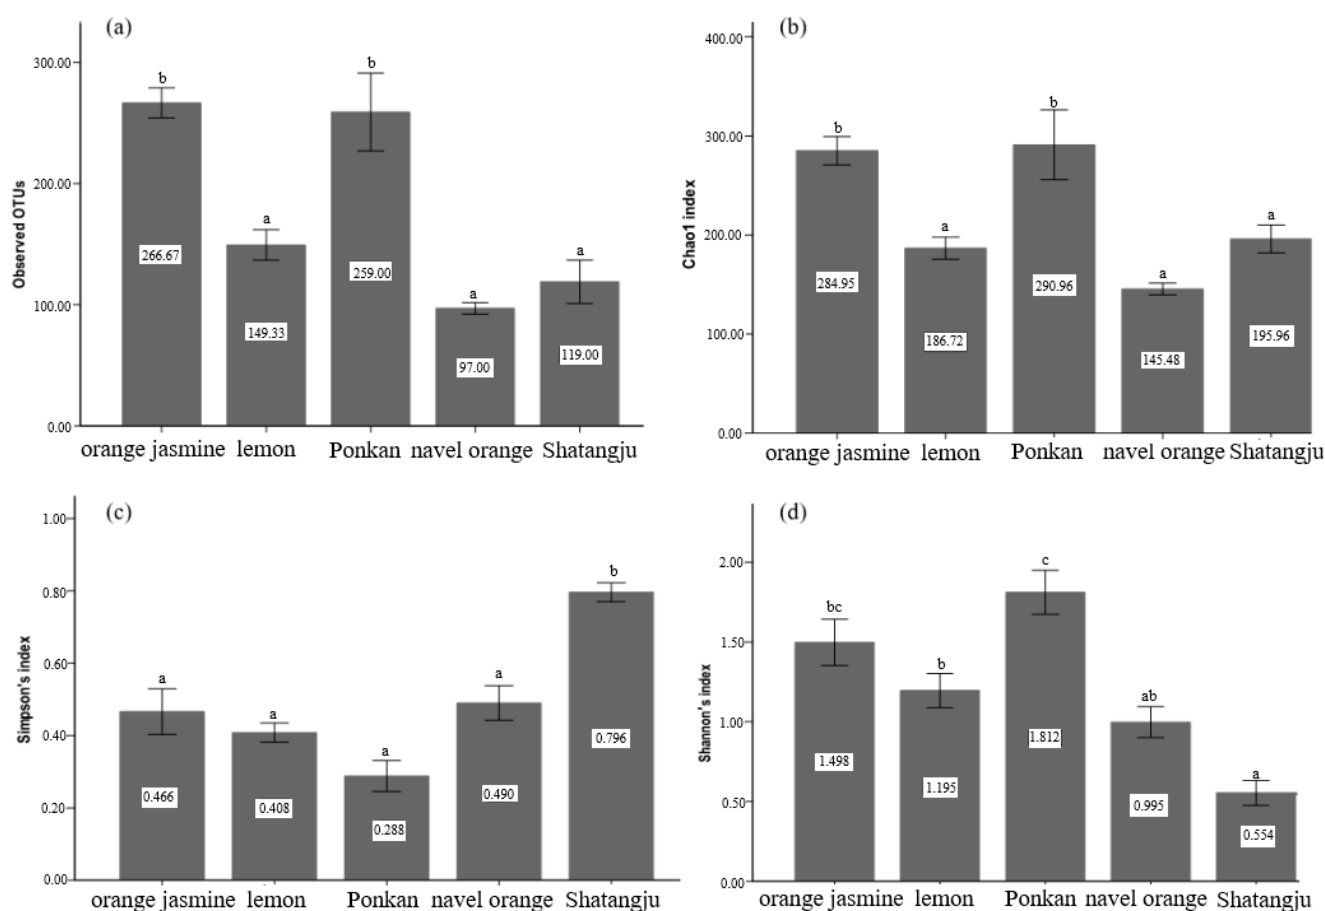 (a)
Observed OTUs
300.00
200.00
100.00
0.00
b
a
b
a
a
266.67
149.33
259.00
97.00
119.00
orange jasmine lemon Ponkan navel orange Shatangju
(b)
Chao1 index
400.00
300.00
200.00
100.00
0.00
b
a
b
a
a
284.95
186.72
290.96
145.48
195.96
orange jasmine lemon Ponkan navel orange Shatangju
(c)
Simpson's index
1.00
0.80
0.60
0.40
0.20
0.00
a
a
a
a
b
0.466
0.408
0.288
0.490
0.796
orange jasmine lemon Ponkan navel orange Shatangju
(d)
Shannon's index
2.00
1.50
1.00
0.50
0.00
bc
b
c
ab
a
1.498
1.195
1.812
0.995
0.554
orange jasmine lemon Ponkan navel orange Shatangju